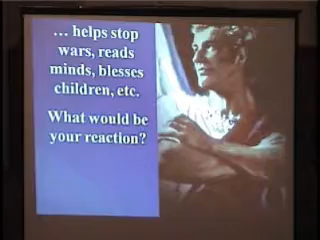 ... helps stop
wars, reads
minds, blesses
children, etc.
What would be
your reaction?